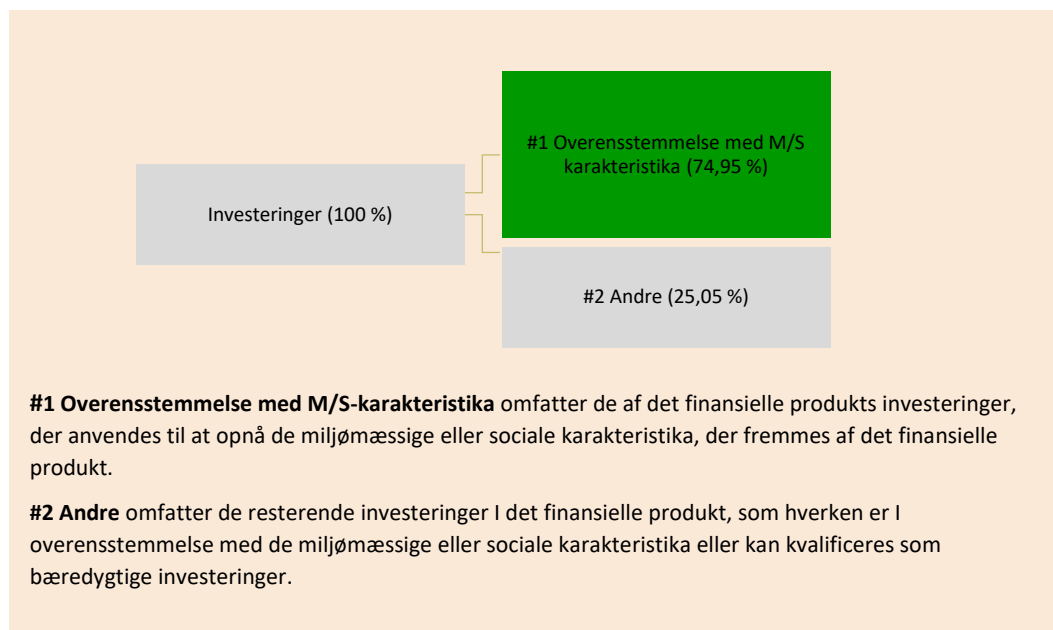 #1 Overensstemmelse med M/S
karakteristika (74,95 %)
Investeringer (100 %)
#2 Andre (25,05 %)
#1 Overensstemmelse med M/S-karakteristika omfatter de af det finansielle produkts investeringer,
der anvendes til at opnå de miljømæssige eller sociale karakteristika, der fremmes af det finansielle
produkt.
#2 Andre omfatter de resterende investeringer I det finansielle produkt, som hverken er I
overensstemmelse med de miljømæssige eller sociale karakteristika eller kan kvalificeres som
bæredygtige investeringer.